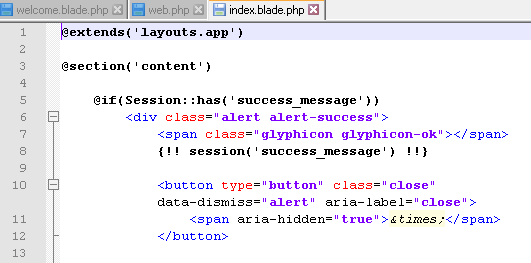 welcome.blade.php web.php index.blade.php
1 @extends('layouts.app')
2
3 @section('content')
4
5 @if(Session::has('success_message'))
6 <div class="alert alert-success">
7 <span class="glyphicon glyphicon-ok"></span>
8 {!! session('success_message') !!}
9
10 <button type="button" class="close"
data-dismiss="alert" aria-label="close">
11 <span aria-hidden="true">&times;</span>
12 </button>
13